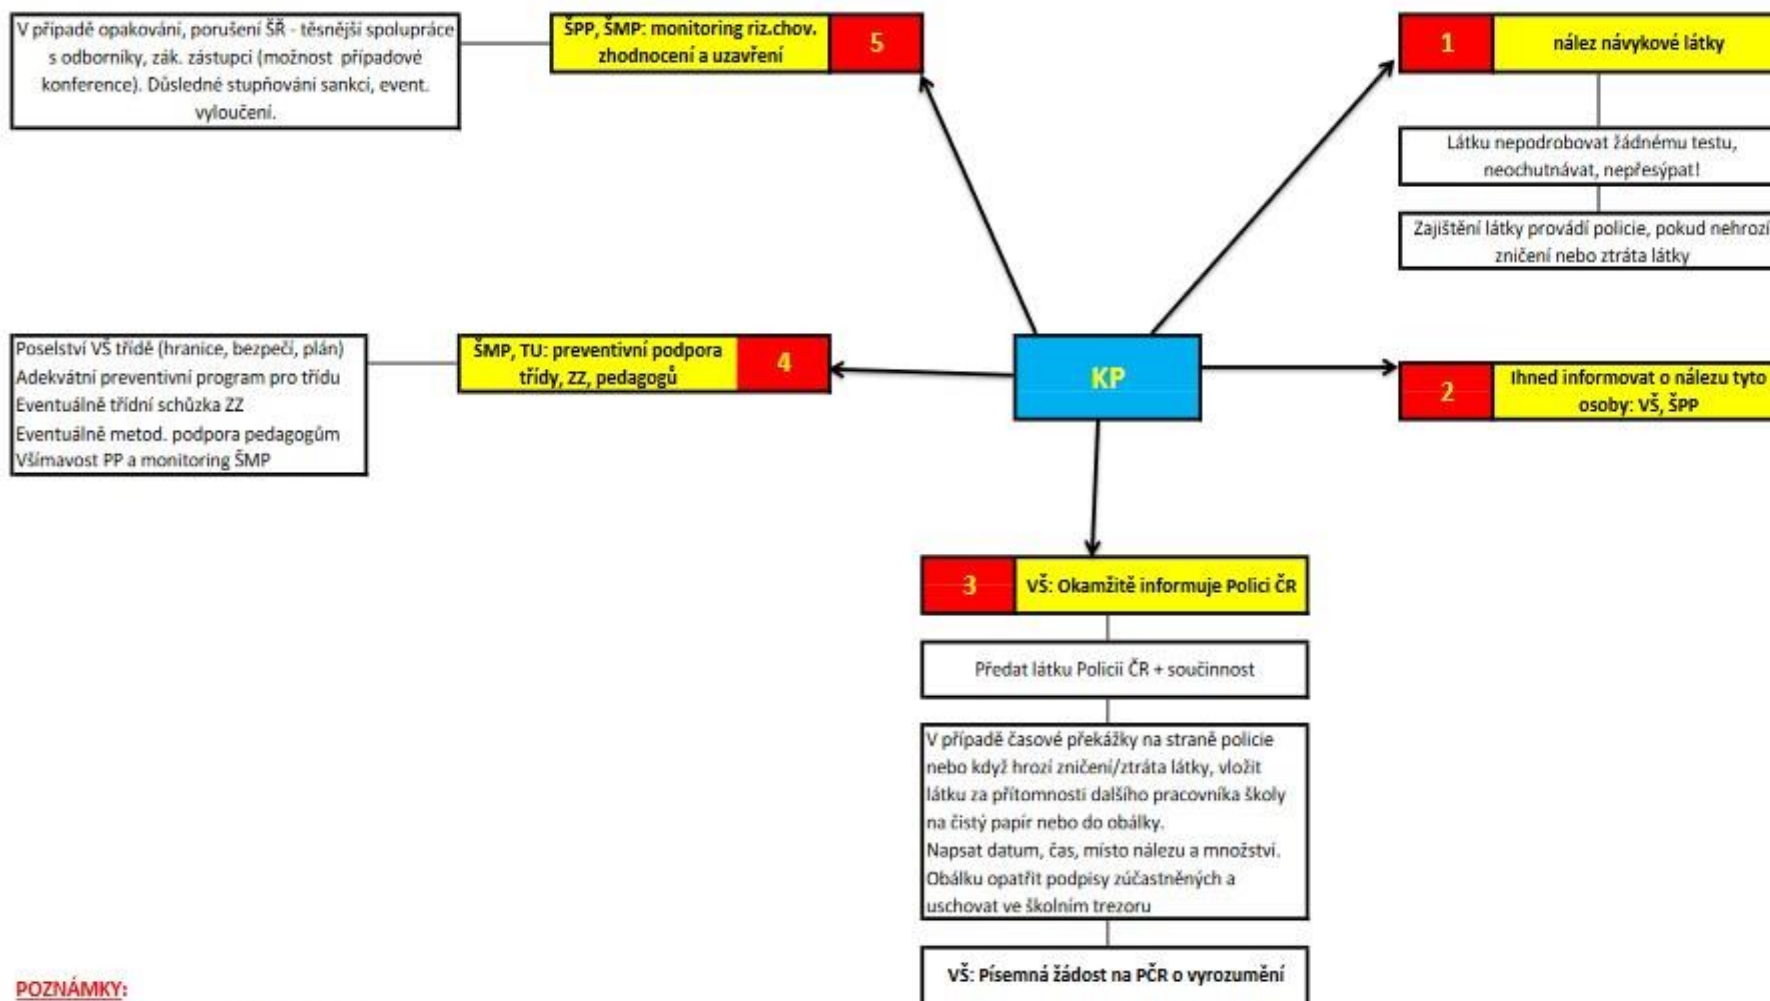 V případě opakování, porušení ŠŘ - těsnější spolupráce
s odborníky, zák. zástupci (možnost případové
konference). Důsledné stupňování sankcí, event.
vyloučení.
ŠPP, ŠMP: monitoring riz.chov.
zhodnocení a uzavření
5
1
nález návykové látky
Látku nepodrobovat žádnému testu,
neochutnávat, nepřesýpat!
Zajištění látky provádí policie, pokud nehrozí
zničení nebo ztráta látky
Poselství VŠ třídě (hranice, bezpečí, plán)
Adekvátní preventivní program pro třídu
Eventuálně třídní schůzka ZZ
Eventuálně metod. podpora pedagogům
Všímavost PP a monitoring ŠMP
ŠMP, TU: preventivní podpora
třídy, ZZ, pedagogů
4
KP
2
Ihned informovat o nálezu tyto
osoby: VŠ, ŠPP
3
VŠ: Okamžitě informuje Polici ČR
Předat látku Policii ČR + součinnost
V případě časové překážky na straně policie
nebo když hrozí zničení/ztráta látky, vložit
látku za přítomnosti dalšího pracovníka školy
na čistý papír nebo do obálky.
Napsat datum, čas, místo nálezu a množství.
Obálku opatřit podpisy zúčastněných a
uschovat ve školním trezoru
VŠ: Písemná žádost na PČR o vyrozumění
POZNÁMKY: